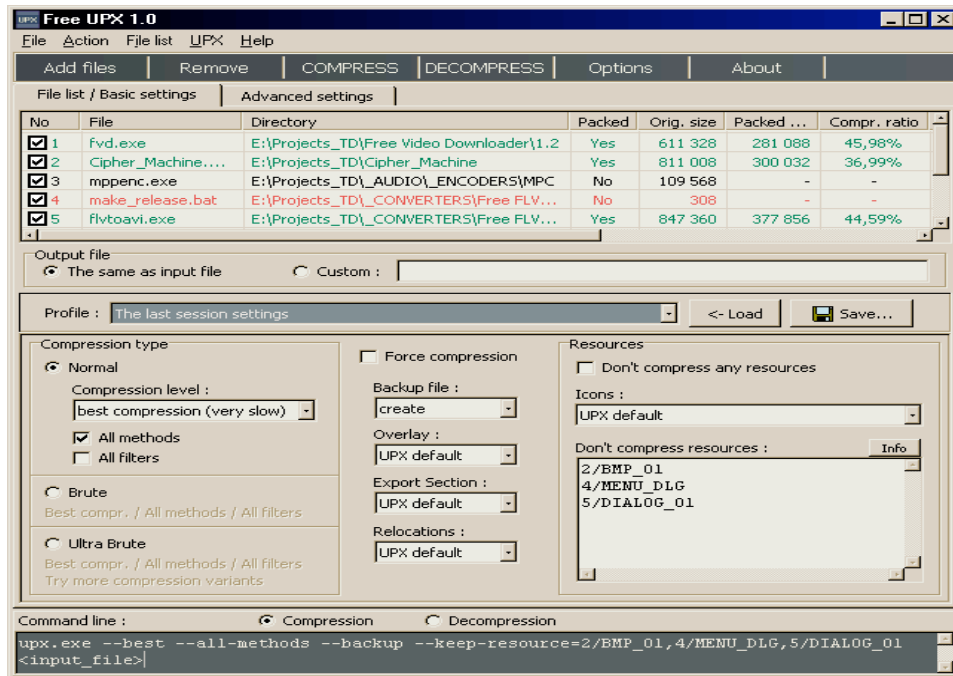 UPX Free UPX 1.0
File Action File list UPX Help
Add files Remove COMPRESS DECOMPRESS Options About
File list / Basic settings Advanced settings
No File Directory Packed Orig. size Packed ... Compr. ratio
1 fvd.exe E:\Projects_TD\Free Video Downloader\1.2 Yes 611 328 281 088 45,98%
2 Cipher_Machine.... E:\Projects_TD\Cipher_Machine Yes 811 008 300 032 36,99%
3 mppenc.exe E:\Projects_TD\_AUDIO\_ENCODERS\MPC No 109 568 - -
4 make_release.bat E:\Projects_TD\_CONVERTERS\Free FLV... No 308 - -
5 flvtoavi.exe E:\Projects_TD\_CONVERTERS\Free FLV... Yes 847 360 377 856 44,59%
Output file
The same as input file Custom :
Profile : The last session settings <- Load Save...
Compression type
Normal
Compression level :
best compression (very slow)
All methods
All filters
Brute
Best compr. / All methods / All filters
Ultra Brute
Best compr. / All methods / All filters
Try more compression variants
Force compression
Backup file :
create
Overlay :
UPX default
Export Section :
UPX default
Relocations :
UPX default
Resources
Don't compress any resources
Icons :
UPX default
Don't compress resources : Info
2/BMP_01
4/MENU_DLG
5/DIALOG_01
Command line : Compression Decompression
upx.exe --best --all-methods --backup --keep-resource=2/BMP_01,4/MENU_DLG,5/DIALOG_01
<input_file>